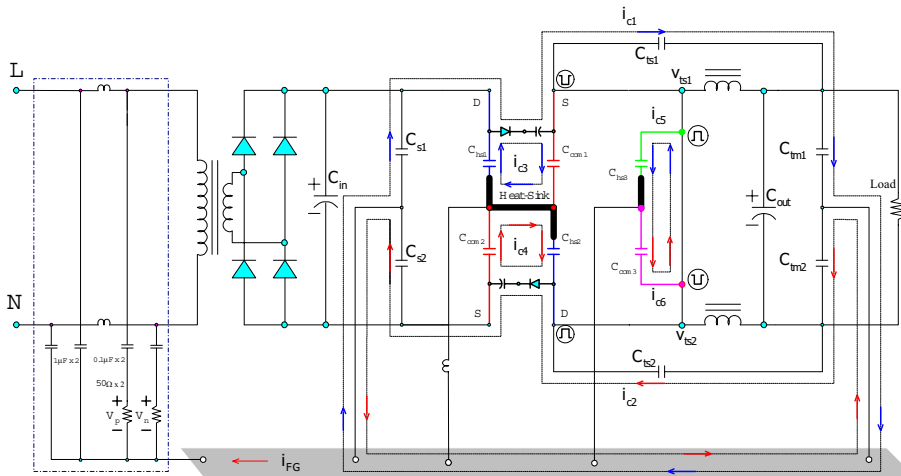 i_c1
C_ts1
L
v_ts1
D
S
i_c5
C_s1
C_hs1
i_c3
C_com1
C_hs3
C_tm1
C_in
+
−
Load
Heat-Sink
+
C_out
−
C_com2
i_c4
C_hs2
C_s2
C_com3
C_tm2
N
i_c6
S
D
v_ts2
C_ts2
1μF x 2
0.1μF x 2
50Ω x 2
i_c2
+
V_p
−
+
V_n
−
i_FG